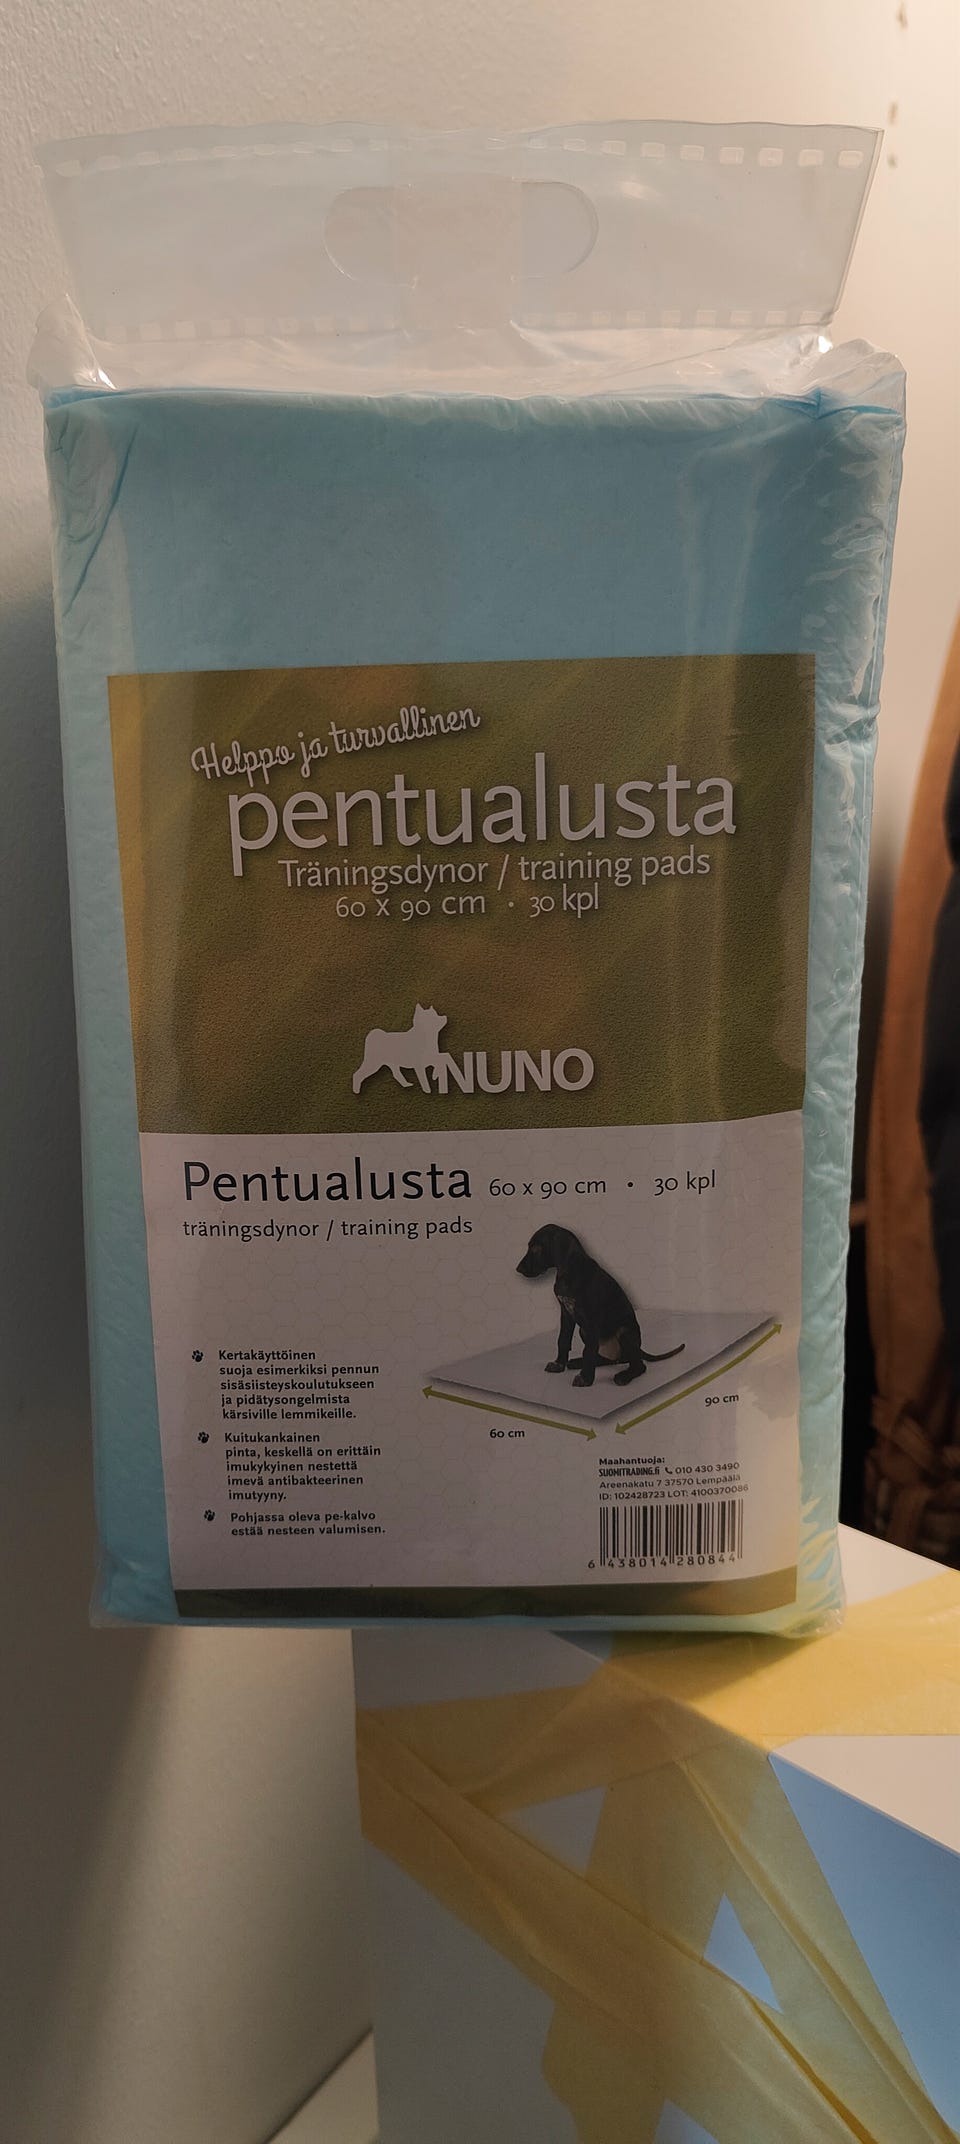 Helppo ja turvallinen
pentualusta
Träningsdynor / training pads
60 x 90 cm • 30 kpl
NUNO
Pentualusta 60 x 90 cm • 30 kpl
träningsdynor / training pads
Kertakäyttöinen
suoja esimerkiksi pennun
sisäsiisteyskoulutukseen
ja pidätysongelmista
kärsiville lemmikeille.
Kuitukankainen
pinta, keskellä on erittäin
imukykyinen nestettä
imevä antibakteerinen
imutyyny.
Pohjassa oleva pe-kalvo
estää nesteen valumisen.
60 cm
90 cm
Maahantuoja:
SUOMITRADING.fi 010 430 3490
Areenakatu 7 37570 Lempäälä
ID: 102428723 LOT: 4100370086
6 438014 280844